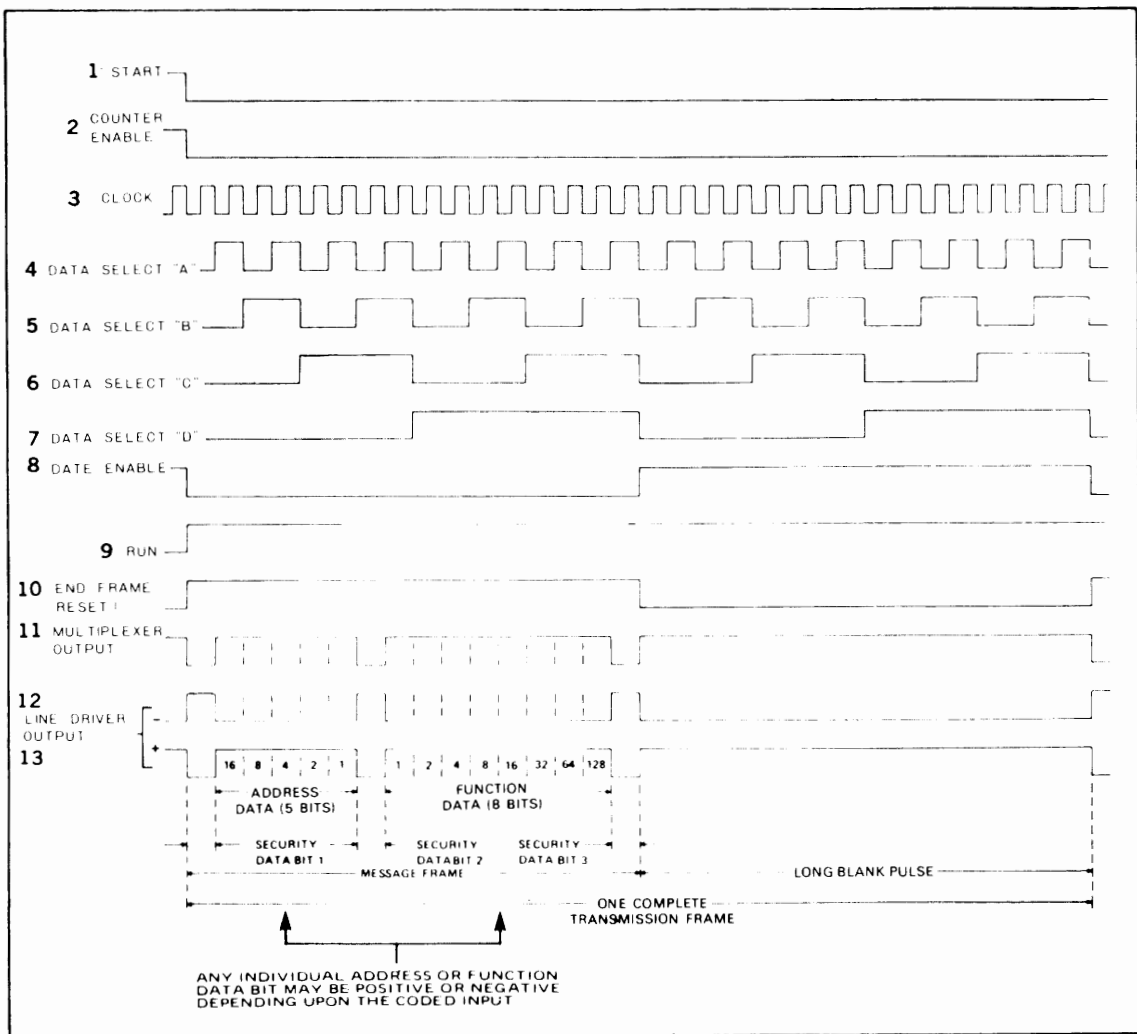 1 START
2 COUNTER
ENABLE
3 CLOCK
4 DATA SELECT "A"
5 DATA SELECT "B"
6 DATA SELECT "C"
7 DATA SELECT "D"
8 DATE ENABLE
9 RUN
10 END FRAME
RESET 1
11 MULTIPLEXER
OUTPUT
12
LINE DRIVER
OUTPUT
13
-
+
16 8 4 2 1 1 2 4 8 16 32 64 128
ADDRESS
DATA (5 BITS)
FUNCTION
DATA (8 BITS)
SECURITY
DATA BIT 1
SECURITY
DATABIT 2
SECURITY
DATA BIT 3
MESSAGE FRAME
LONG BLANK PULSE
ONE COMPLETE
TRANSMISSION FRAME
ANY INDIVIDUAL ADDRESS OR FUNCTION
DATA BIT MAY BE POSITIVE OR NEGATIVE
DEPENDING UPON THE CODED INPUT